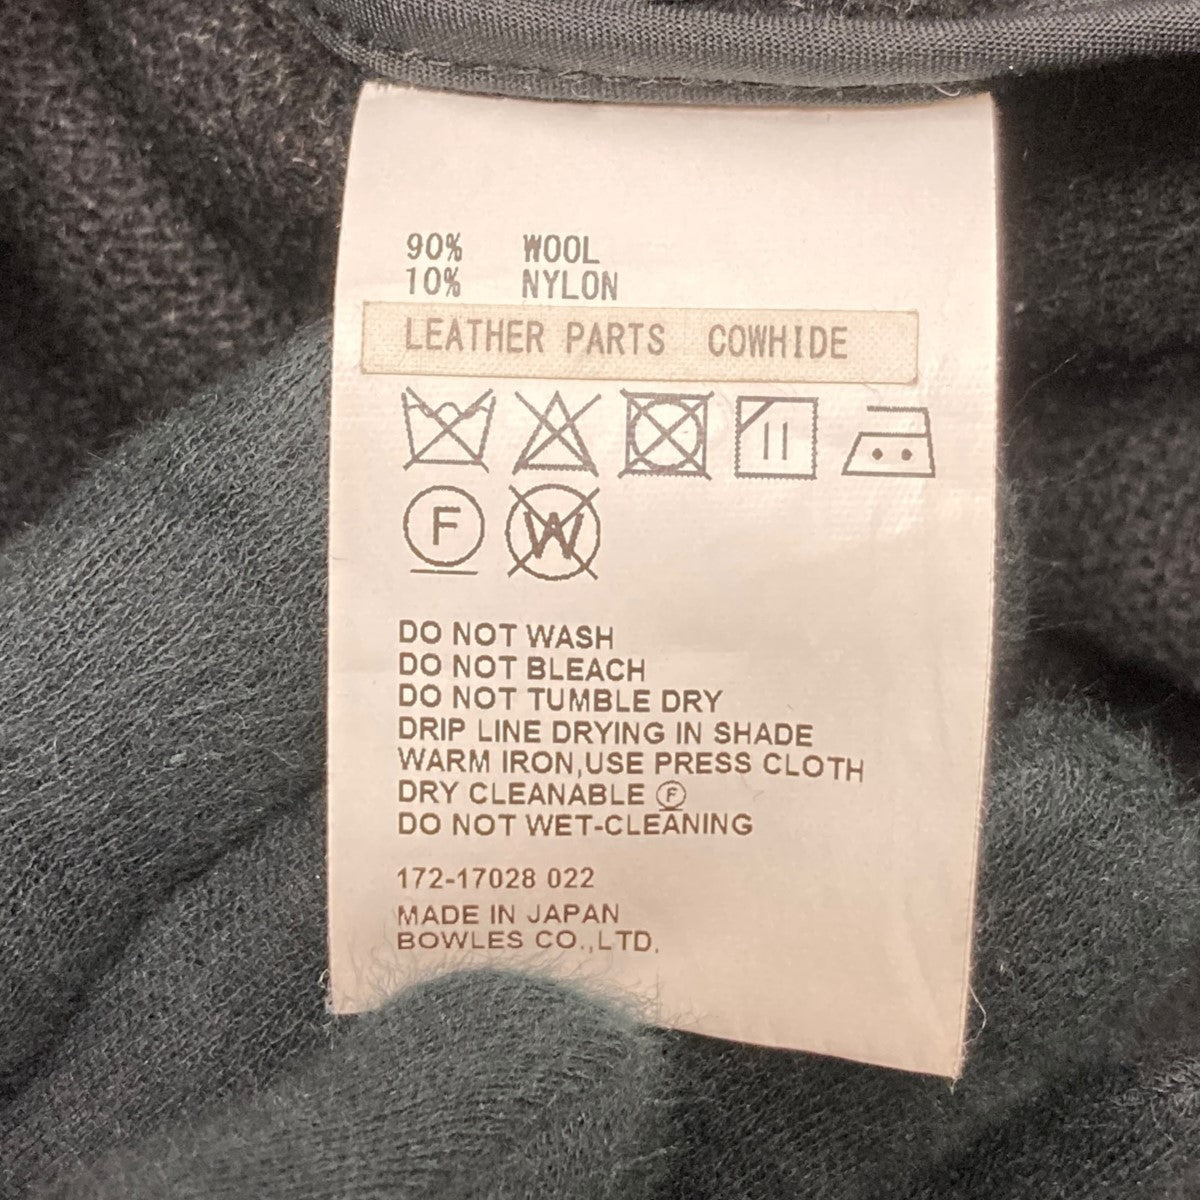 90% WOOL
10% NYLON
LEATHER PARTS COWHIDE
F W
DO NOT WASH
DO NOT BLEACH
DO NOT TUMBLE DRY
DRIP LINE DRYING IN SHADE
WARM IRON,USE PRESS CLOTH
DRY CLEANABLE Ⓕ
DO NOT WET-CLEANING
172-17028 022
MADE IN JAPAN
BOWLES CO.,LTD.